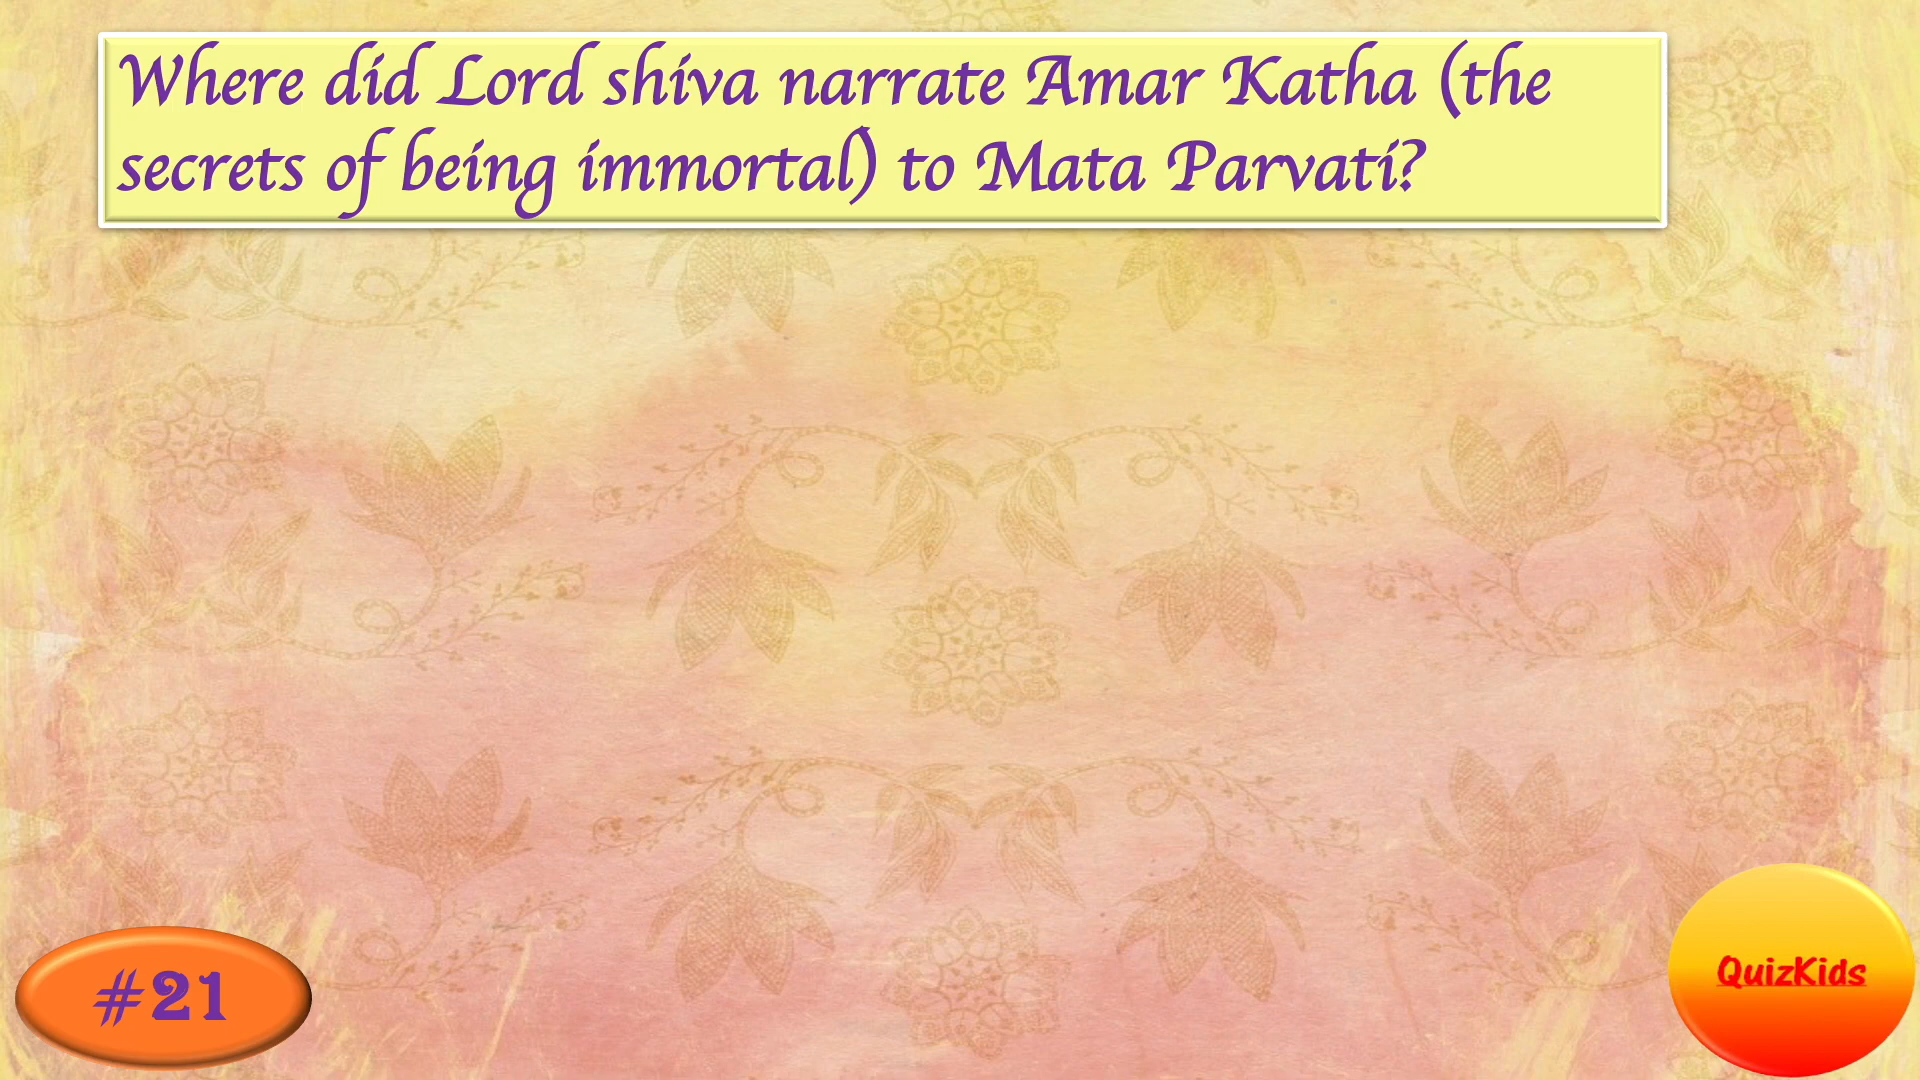 Where did Lord shiva narrate Amar Katha (the
secrets of being immortal) to Mata Parvati?
#21
QuizKids